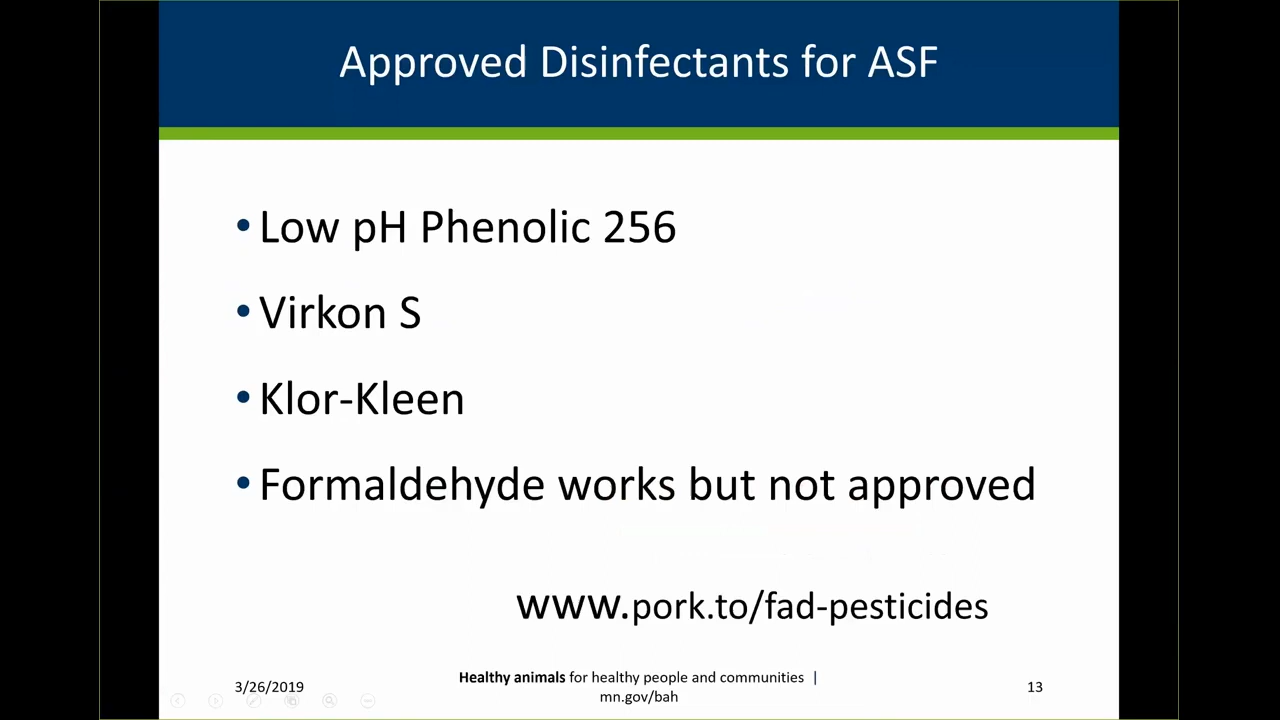 Approved Disinfectants for ASF
• Low pH Phenolic 256
• Virkon S
• Klor-Kleen
• Formaldehyde works but not approved
www.pork.to/fad-pesticides
3/26/2019
Healthy animals for healthy people and communities |
mn.gov/bah
13